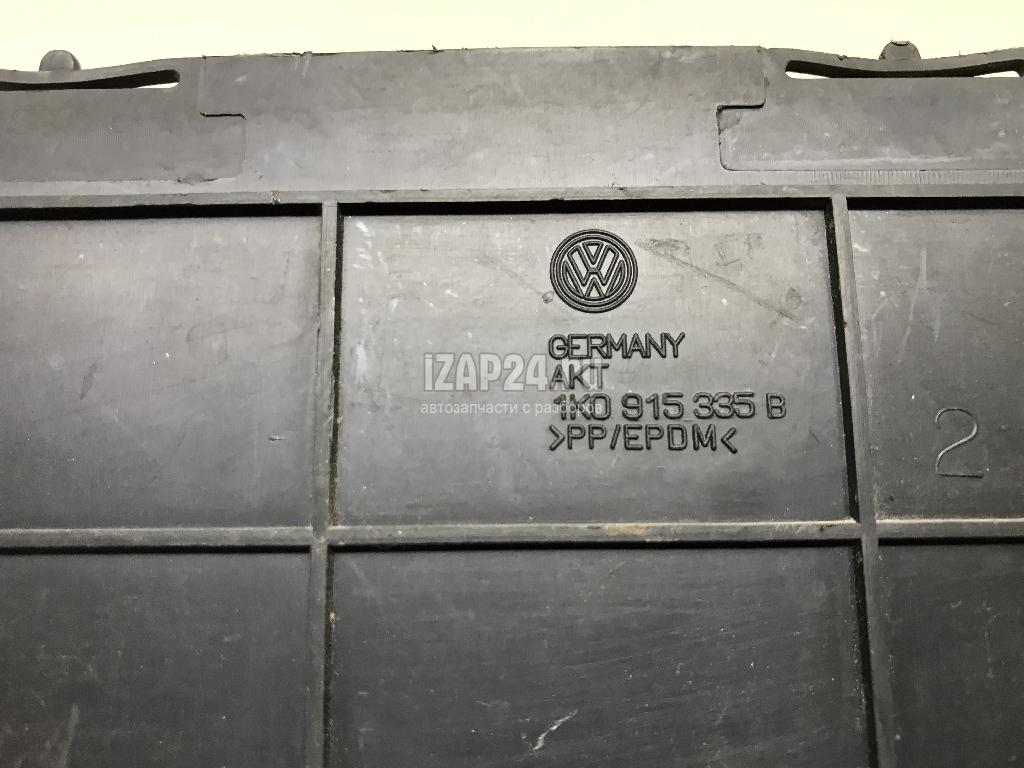 GERMANY
iZAP24
AKT
автозапчасти с разборов
1K0 915 335 B
>PP/EPDM<
2